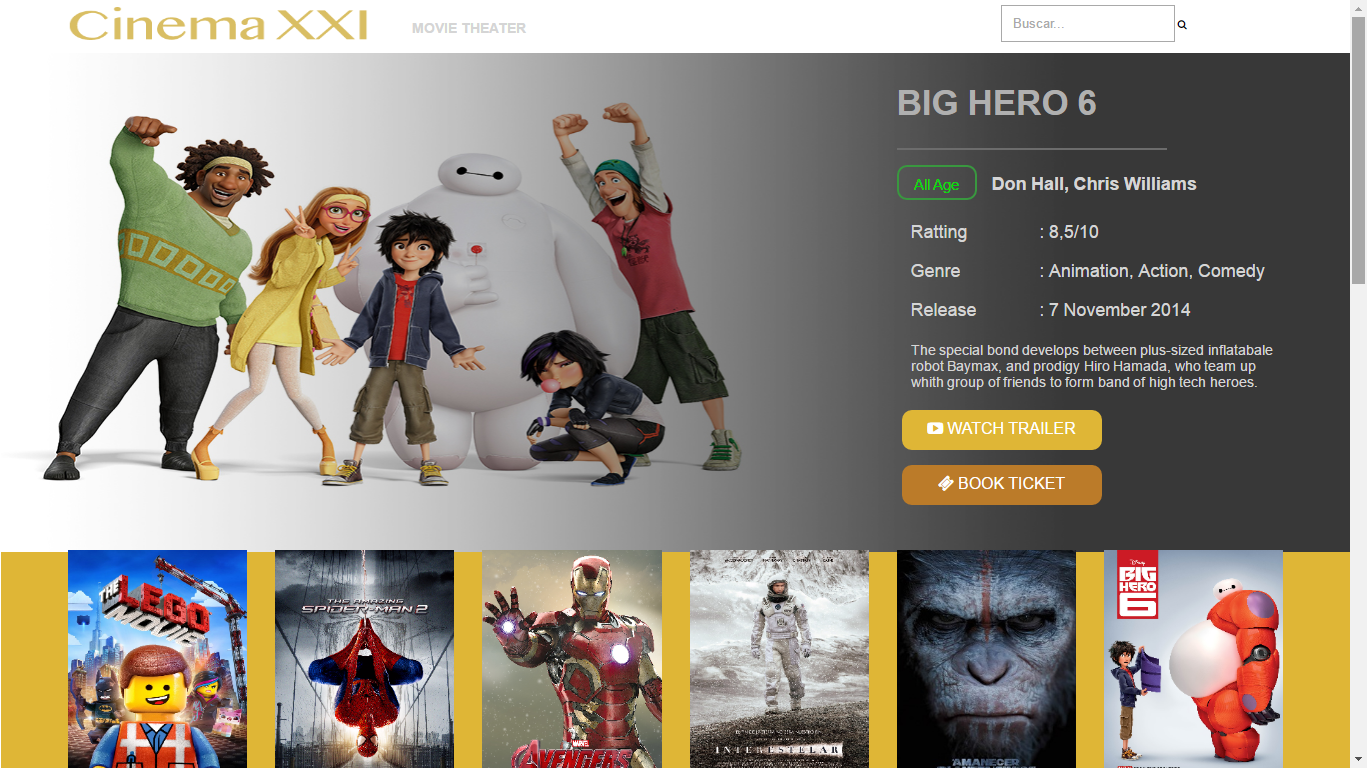 Cinema XXI
MOVIE THEATER
Buscar...
BIG HERO 6
All Age
Don Hall, Chris Williams
Ratting : 8,5/10
Genre : Animation, Action, Comedy
Release : 7 November 2014
The special bond develops between plus-sized inflatabale
robot Baymax, and prodigy Hiro Hamada, who team up
whith group of friends to form band of high tech heroes.
WATCH TRAILER
BOOK TICKET
THE
LEGO
MOVIE
THE AMAZING
SPIDER-MAN 2
MARVEL
AVENGERS
INTERESTELAR
AMANECER
Disney
BIG
HERO
6